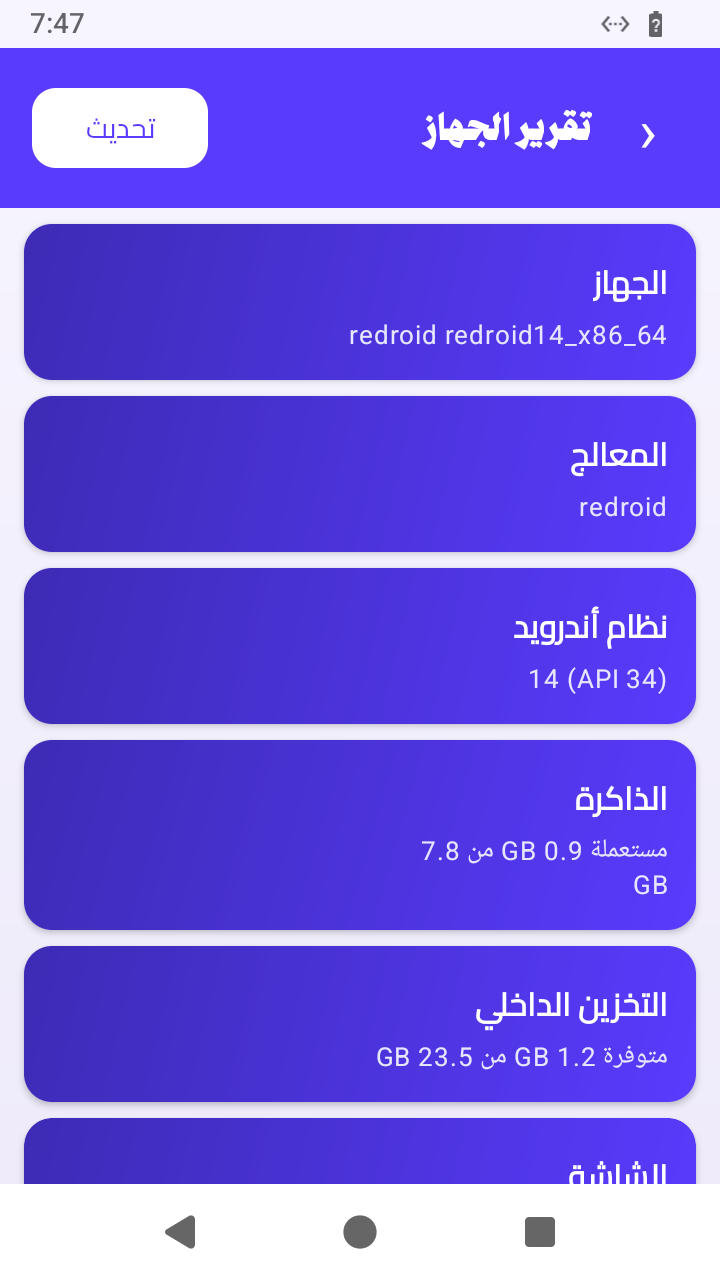 7:47
تقرير الجهاز
تحديث
الجهاز
redroid redroid14_x86_64
المعالج
redroid
نظام أندرويد
14 (API 34)
الذاكرة
مستعملة 0.9 GB من 7.8
GB
التخزين الداخلي
متوفرة 1.2 GB من 23.5 GB
الشاشة